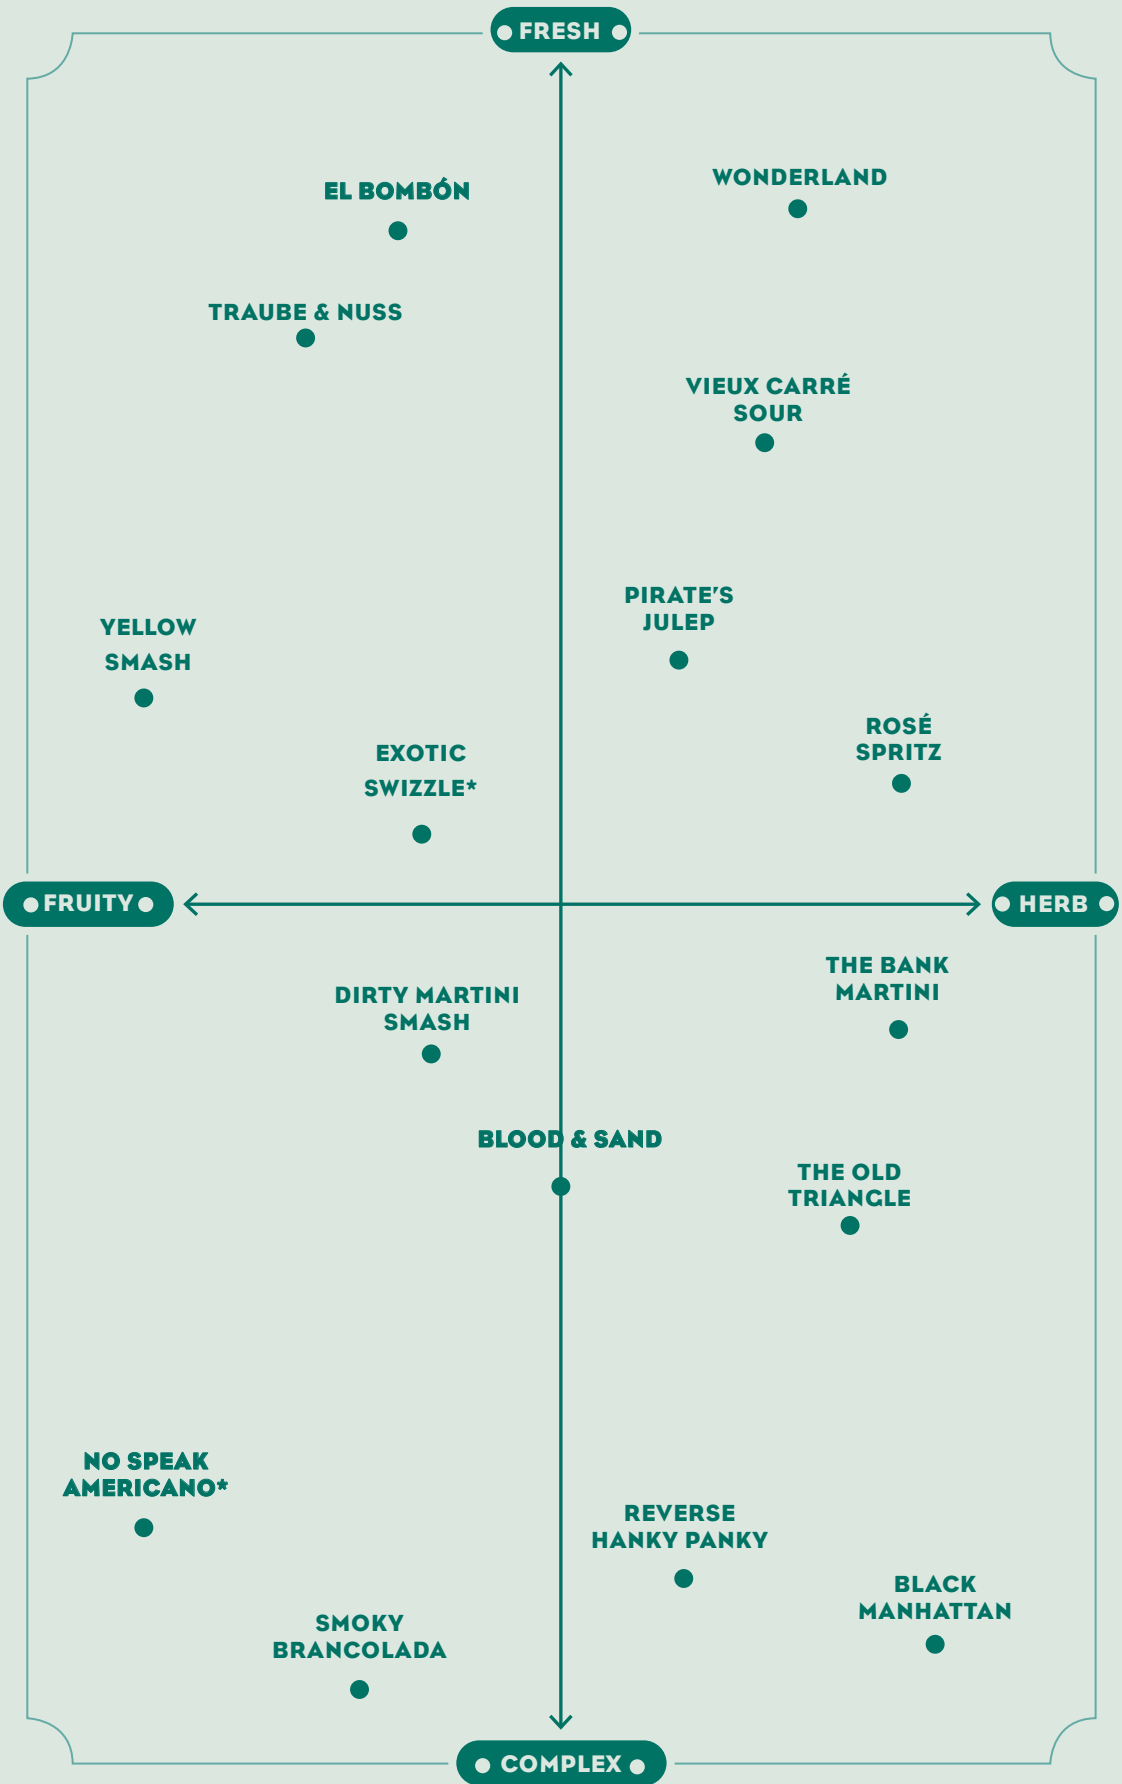 FRESH
WONDERLAND
EL BOMBÓN
TRAUBE & NUSS
VIEUX CARRÉ
SOUR
PIRATE'S
JULEP
YELLOW
SMASH
ROSÉ
SPRITZ
EXOTIC
SWIZZLE*
FRUITY
HERB
THE BANK
MARTINI
DIRTY MARTINI
SMASH
BLOOD & SAND
THE OLD
TRIANGLE
NO SPEAK
AMERICANO*
REVERSE
HANKY PANKY
BLACK
MANHATTAN
SMOKY
BRANCOLADA
COMPLEX